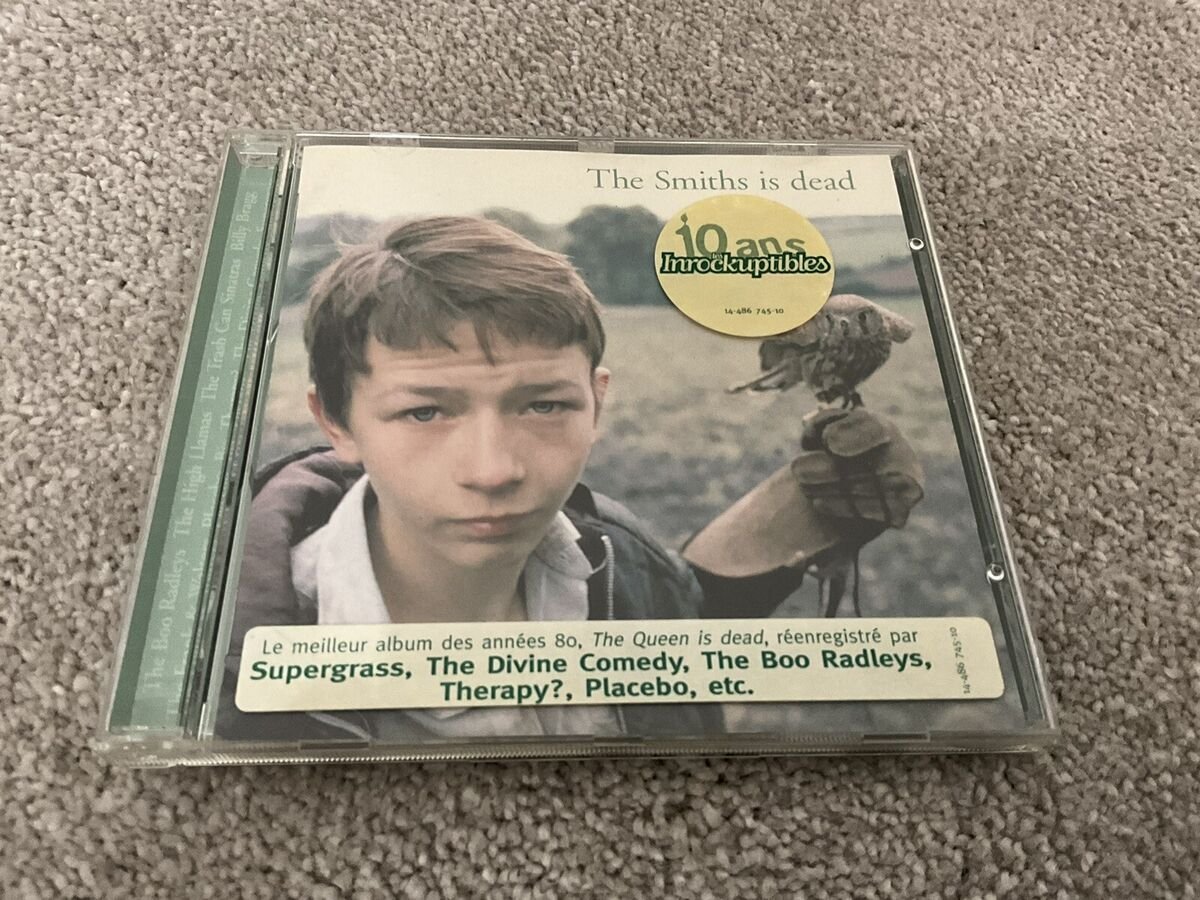 The Smiths is dead
10 ans
les
Inrockuptibles
14-486 745-10
Le meilleur album des années 80, The Queen is dead, réenregistré par
Supergrass, The Divine Comedy, The Boo Radleys,
Therapy?, Placebo, etc.
14-486 745-10
The Boo Radleys The High Llamas The Trash Can Sinatras Billy Bragg